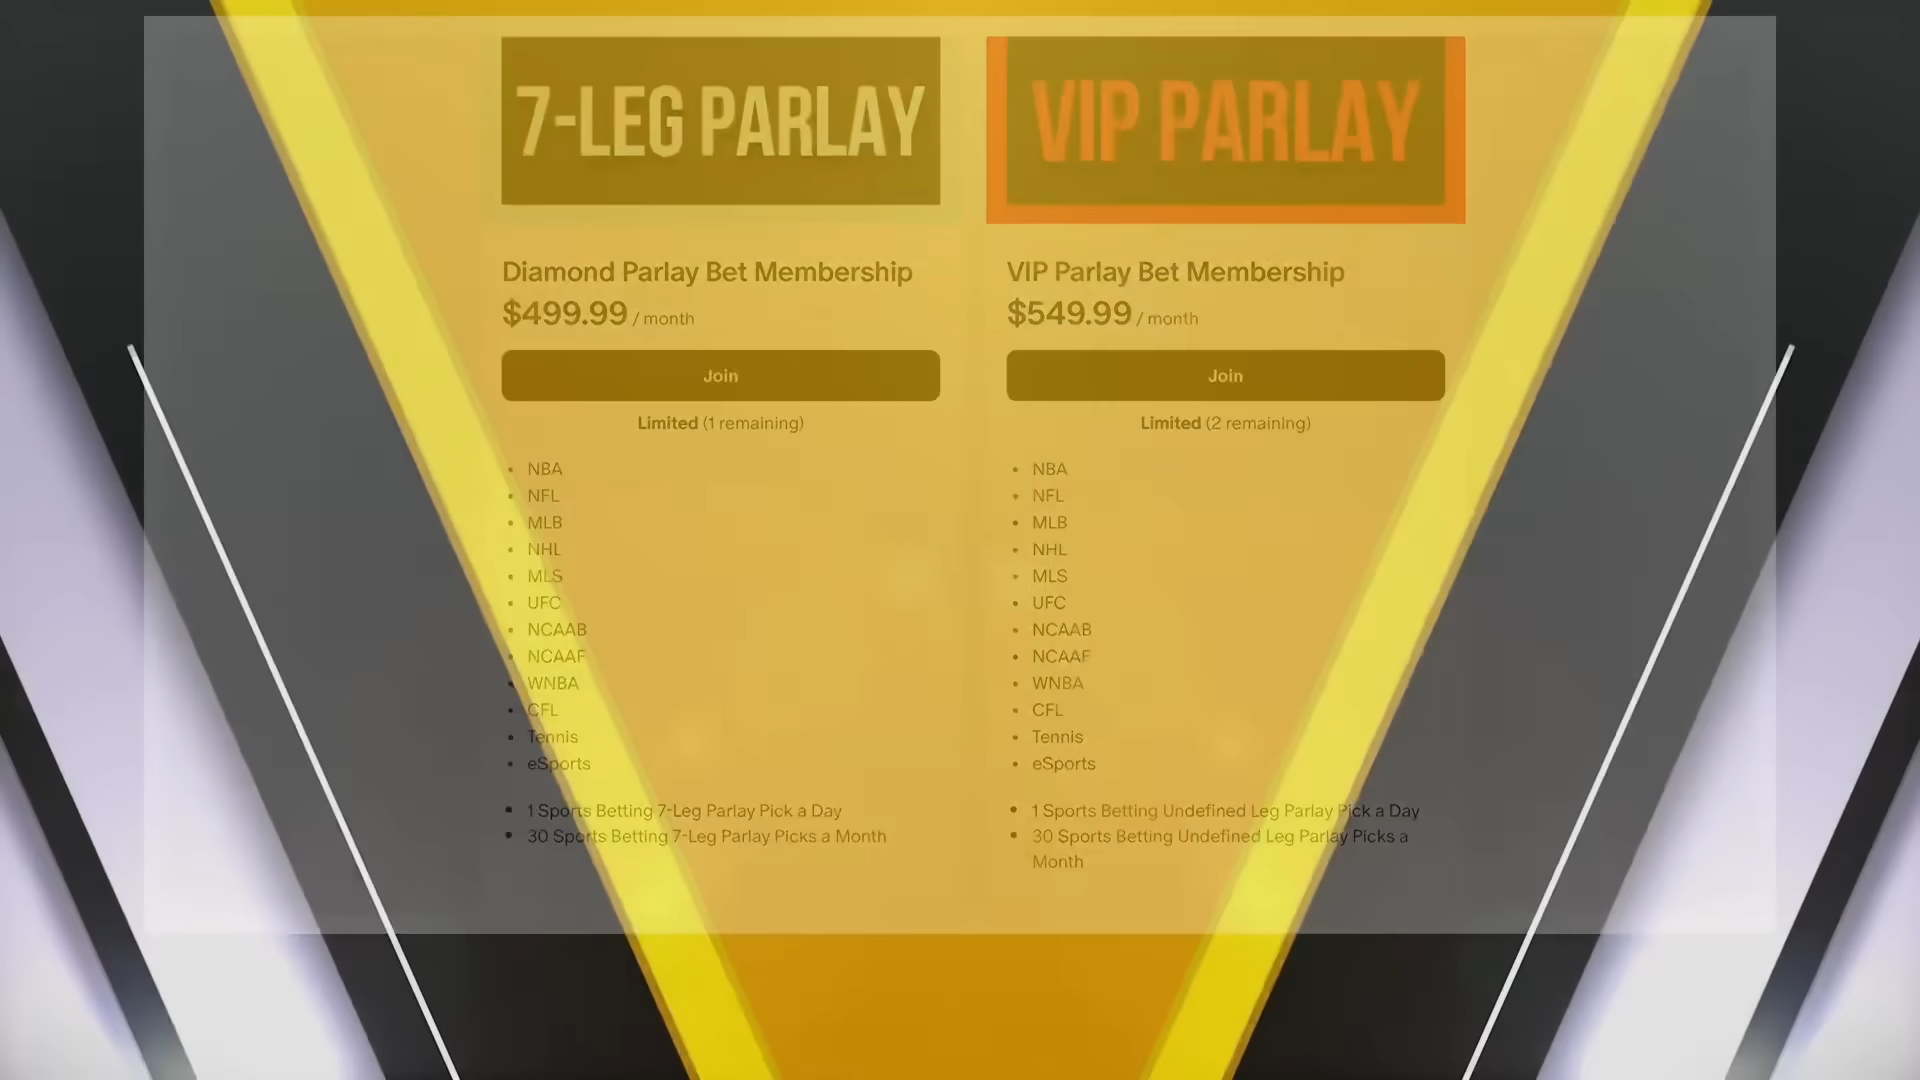 7-LEG PARLAY
Diamond Parlay Bet Membership
$499.99 / month
Join
Limited (1 remaining)
• NBA
• NFL
• MLB
• NHL
• MLS
• UFC
• NCAAB
• NCAAF
• WNBA
• CFL
• Tennis
• eSports
• 1 Sports Betting 7-Leg Parlay Pick a Day
• 30 Sports Betting 7-Leg Parlay Picks a Month
VIP PARLAY
VIP Parlay Bet Membership
$549.99 / month
Join
Limited (2 remaining)
• NBA
• NFL
• MLB
• NHL
• MLS
• UFC
• NCAAB
• NCAAF
• WNBA
• CFL
• Tennis
• eSports
• 1 Sports Betting Undefined Leg Parlay Pick a Day
• 30 Sports Betting Undefined Leg Parlay Picks a
Month